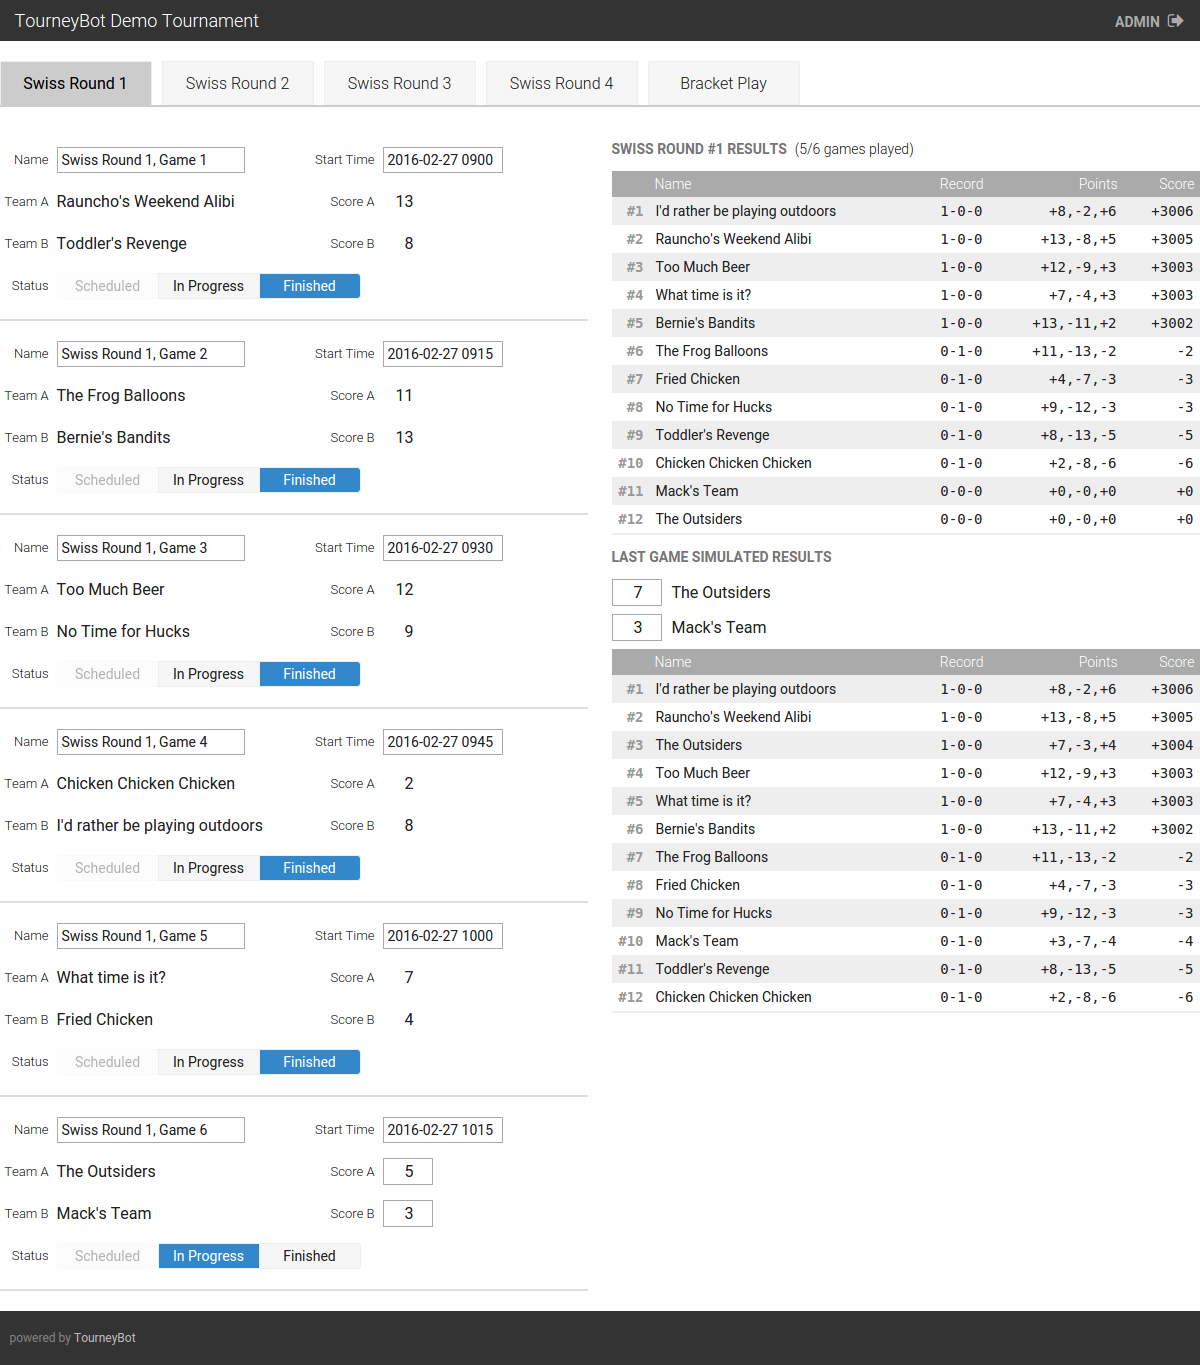 TourneyBot Demo Tournament
ADMIN
Swiss Round 1
Swiss Round 2
Swiss Round 3
Swiss Round 4
Bracket Play
Name Swiss Round 1, Game 1 Start Time 2016-02-27 0900
Team A Rauncho's Weekend Alibi Score A 13
Team B Toddler's Revenge Score B 8
Status Scheduled In Progress Finished
Name Swiss Round 1, Game 2 Start Time 2016-02-27 0915
Team A The Frog Balloons Score A 11
Team B Bernie's Bandits Score B 13
Status Scheduled In Progress Finished
Name Swiss Round 1, Game 3 Start Time 2016-02-27 0930
Team A Too Much Beer Score A 12
Team B No Time for Hucks Score B 9
Status Scheduled In Progress Finished
Name Swiss Round 1, Game 4 Start Time 2016-02-27 0945
Team A Chicken Chicken Chicken Score A 2
Team B I'd rather be playing outdoors Score B 8
Status Scheduled In Progress Finished
Name Swiss Round 1, Game 5 Start Time 2016-02-27 1000
Team A What time is it? Score A 7
Team B Fried Chicken Score B 4
Status Scheduled In Progress Finished
Name Swiss Round 1, Game 6 Start Time 2016-02-27 1015
Team A The Outsiders Score A 5
Team B Mack's Team Score B 3
Status Scheduled In Progress Finished
SWISS ROUND #1 RESULTS (5/6 games played)
Name Record Points Score
#1 I'd rather be playing outdoors 1-0-0 +8,-2,+6 +3006
#2 Rauncho's Weekend Alibi 1-0-0 +13,-8,+5 +3005
#3 Too Much Beer 1-0-0 +12,-9,+3 +3003
#4 What time is it? 1-0-0 +7,-4,+3 +3003
#5 Bernie's Bandits 1-0-0 +13,-11,+2 +3002
#6 The Frog Balloons 0-1-0 +11,-13,-2 -2
#7 Fried Chicken 0-1-0 +4,-7,-3 -3
#8 No Time for Hucks 0-1-0 +9,-12,-3 -3
#9 Toddler's Revenge 0-1-0 +8,-13,-5 -5
#10 Chicken Chicken Chicken 0-1-0 +2,-8,-6 -6
#11 Mack's Team 0-0-0 +0,-0,+0 +0
#12 The Outsiders 0-0-0 +0,-0,+0 +0
LAST GAME SIMULATED RESULTS
7 The Outsiders
3 Mack's Team
Name Record Points Score
#1 I'd rather be playing outdoors 1-0-0 +8,-2,+6 +3006
#2 Rauncho's Weekend Alibi 1-0-0 +13,-8,+5 +3005
#3 The Outsiders 1-0-0 +7,-3,+4 +3004
#4 Too Much Beer 1-0-0 +12,-9,+3 +3003
#5 What time is it? 1-0-0 +7,-4,+3 +3003
#6 Bernie's Bandits 1-0-0 +13,-11,+2 +3002
#7 The Frog Balloons 0-1-0 +11,-13,-2 -2
#8 Fried Chicken 0-1-0 +4,-7,-3 -3
#9 No Time for Hucks 0-1-0 +9,-12,-3 -3
#10 Mack's Team 0-1-0 +3,-7,-4 -4
#11 Toddler's Revenge 0-1-0 +8,-13,-5 -5
#12 Chicken Chicken Chicken 0-1-0 +2,-8,-6 -6
powered by TourneyBot